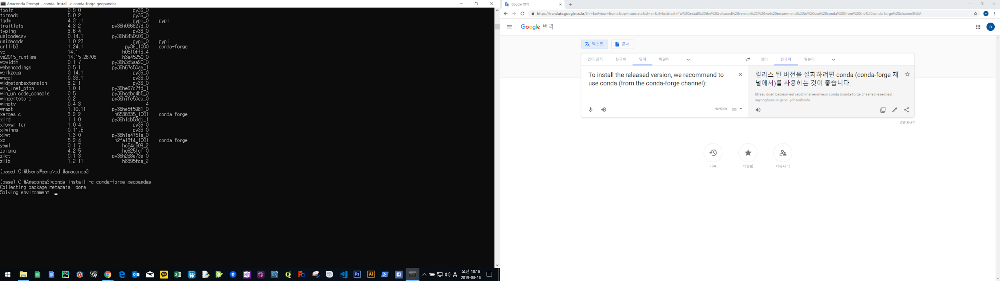 Anaconda Prompt - conda  install -c conda-forge geopandas
toolz 0.9.0 py36_0
tornado 5.0.2 py36_0
tqdm 4.31.1 pypi_0 pypi
traitlets 4.3.2 py36h096827d_0
typing 3.6.4 py36_0
unicodecsv 0.14.1 py36h6450c06_0
unidecode 1.0.23 pypi_0 pypi
urllib3 1.24.1 py36_1000 conda-forge
vc 14.1 h0510ff6_4
vs2015_runtime 14.15.26706 h3a45250_0
wcwidth 0.1.7 py36h3d5aa90_0
webencodings 0.5.1 py36h67c50ae_1
werkzeug 0.14.1 py36_0
wheel 0.33.1 py36_0
widgetsnbextension 3.2.1 py36_0
win_inet_pton 1.0.1 py36he67d7fd_1
win_unicode_console 0.5 py36hcdbd4b5_0
wincertstore 0.2 py36h7fe50ca_0
winpty 0.4.3 4
wrapt 1.10.11 py36he5f5981_0
xerces-c 3.2.2 h6538335_1001 conda-forge
xlrd 1.1.0 py36h1cb58dc_1
xlsxwriter 1.0.4 py36_0
xlwings 0.11.8 py36_0
xlwt 1.3.0 py36h1a4751e_0
xz 5.2.4 h2fa13f4_1001 conda-forge
yaml 0.1.7 hc54c509_2
zeromq 4.2.5 hc6251cf_0
zict 0.1.3 py36h2d8e73e_0
zlib 1.2.11 h8395fce_2
(base) C:₩Users₩aero>cd ₩anaconda3
(base) C:₩Anaconda3>conda install -c conda-forge geopandas
Collecting package metadata: done
Solving environment: -
A
오전 10:16
2019-03-16
Google 번역
https://translate.google.co.kr/?hl=ko#view=home&op=translate&sl=en&tl=ko&text=To%20install%20the%20released%20version%2C%20we%20recommend%20to%20use%20conda%20(from%20the%20conda-forge%20channel)%3A
Google 번역
n
텍스트 문서
언어 감지 한국어 영어 독일어
영어 한국어 일본어
To install the released version, we recommend to
use conda (from the conda-forge channel):
90/5000
릴리스 된 버전을 설치하려면 conda (conda-forge 채
널에서)를 사용하는 것이 좋습니다.
lilliseu doen beojeon-eul seolchihalyeomyeon conda (conda-forge chaeneol-eseo)leul
sayonghaneun geos-i johseubnida.
의견 보내기
기록 저장됨 커뮤니티